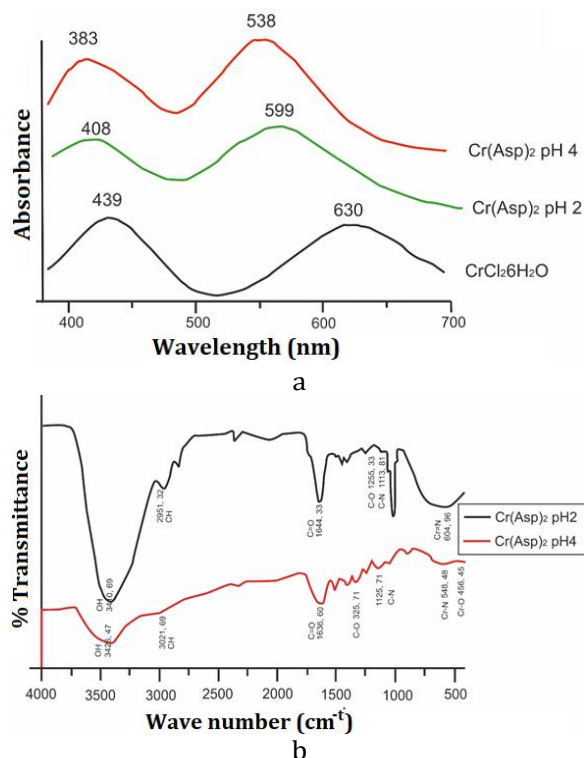 538
383
599
408
439
630
Absorbance
Cr(Asp)₂ pH 4
Cr(Asp)₂ pH 2
CrCl₂6H₂O
400
500
600
700
Wavelength (nm)
a
% Transmittance
OH
3410, 69
2951, 32
CH
C=O
1644, 33
C-O 1255, 33
C-N 1113, 81
Cr=N
604, 96
Cr(Asp)₂ pH2
Cr(Asp)₂ pH4
OH
3426, 47
3021, 69
CH
C=O
1636, 60
C-O 325, 71
1125, 71
C-N
Cr-N 548, 48
Cr-O 456, 45
4000
3500
3000
2500
2000
1500
1000
500
Wave number (cm⁻¹)
b